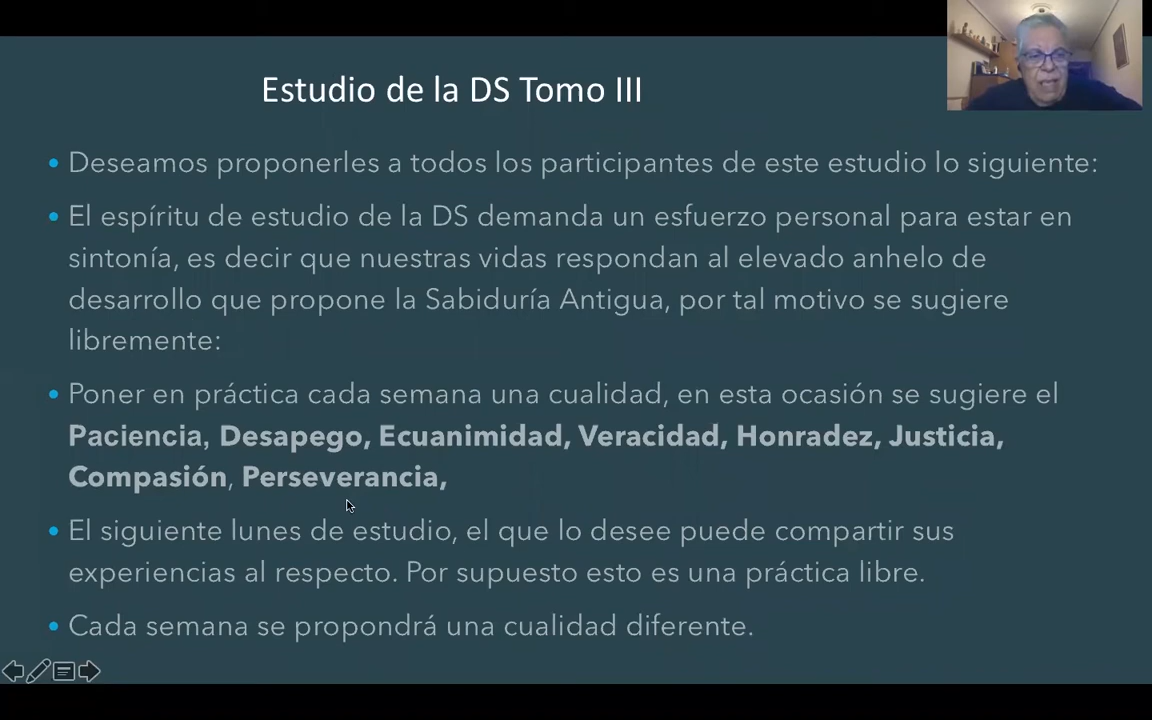 Estudio de la DS Tomo III
• Deseamos proponerles a todos los participantes de este estudio lo siguiente:
• El espíritu de estudio de la DS demanda un esfuerzo personal para estar en
sintonía, es decir que nuestras vidas respondan al elevado anhelo de
desarrollo que propone la Sabiduría Antigua, por tal motivo se sugiere
libremente:
• Poner en práctica cada semana una cualidad, en esta ocasión se sugiere el
Paciencia, Desapego, Ecuanimidad, Veracidad, Honradez, Justicia,
Compasión, Perseverancia,
• El siguiente lunes de estudio, el que lo desee puede compartir sus
experiencias al respecto. Por supuesto esto es una práctica libre.
• Cada semana se propondrá una cualidad diferente.